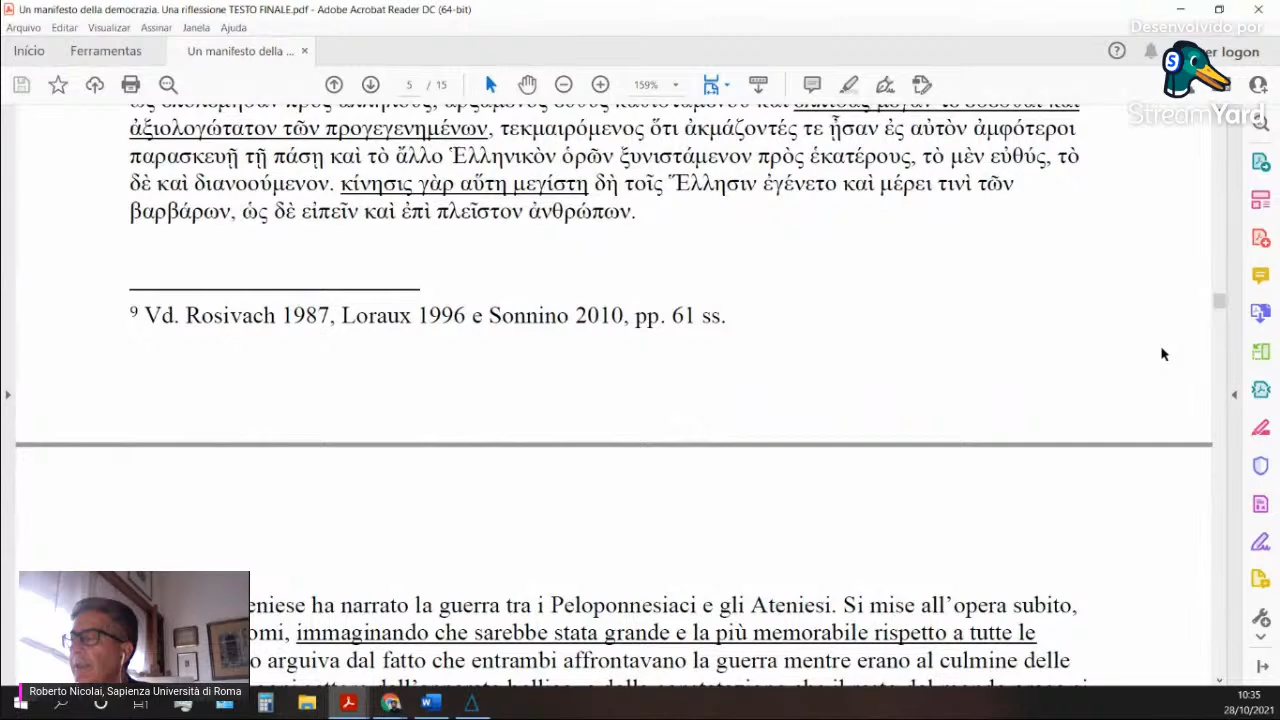 Un manifesto della democrazia. Una riflessione TESTO FINALE.pdf - Adobe Acrobat Reader DC (64-bit)
Desenvolvido por
Arquivo Editar Visualizar Assinar Janela Ajuda
Início Ferramentas Un manifesto della ... × logon
5 / 15 159%
StreamYard
ἀξιολογώτατον τῶν προγεγενημένων, τεκμαιρόμενος ὅτι ἀκμάζοντές τε ἦσαν ἐς αὐτὸν ἀμφότεροι
παρασκευῇ τῇ πάσῃ καὶ τὸ ἄλλο Ἑλληνικὸν ὁρῶν ξυνιστάμενον πρὸς ἑκατέρους, τὸ μὲν εὐθύς, τὸ
δὲ καὶ διανοούμενον. κίνησις γὰρ αὕτη μεγίστη δὴ τοῖς Ἕλλησιν ἐγένετο καὶ μέρει τινὶ τῶν
βαρβάρων, ὡς δὲ εἰπεῖν καὶ ἐπὶ πλεῖστον ἀνθρώπων.
9 Vd. Rosivach 1987, Loraux 1996 e Sonnino 2010, pp. 61 ss.
eniese ha narrato la guerra tra i Peloponnesiaci e gli Ateniesi. Si mise all’opera subito,
omi, immaginando che sarebbe stata grande e la più memorabile rispetto a tutte le
o arguiva dal fatto che entrambi affrontavano la guerra mentre erano al culmine delle
Roberto Nicolai, Sapienza Università di Roma
10:35
28/10/2021